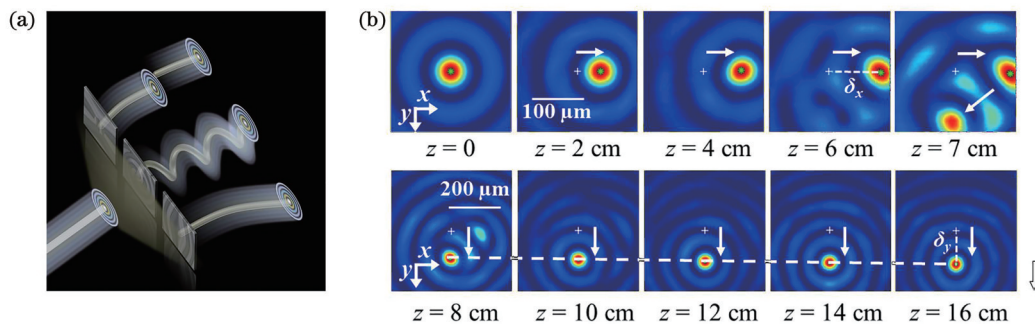 (a)
(b)
x
y
100 μm
δx
z = 0
z = 2 cm
z = 4 cm
z = 6 cm
z = 7 cm
200 μm
x
y
δy
z = 8 cm
z = 10 cm
z = 12 cm
z = 14 cm
z = 16 cm